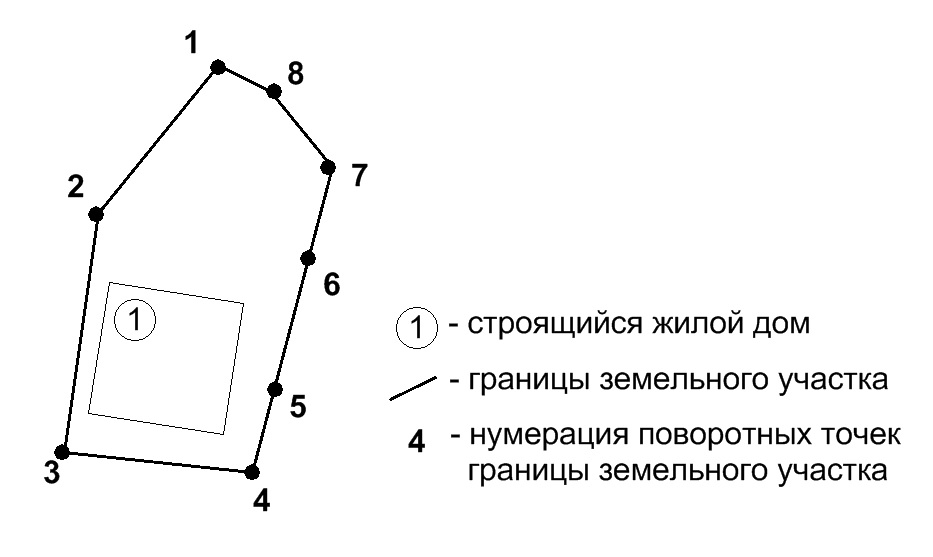 1
8
7
2
6
1
5
3
4
1 - строящийся жилой дом
- границы земельного участка
4 - нумерация поворотных точек
границы земельного участка